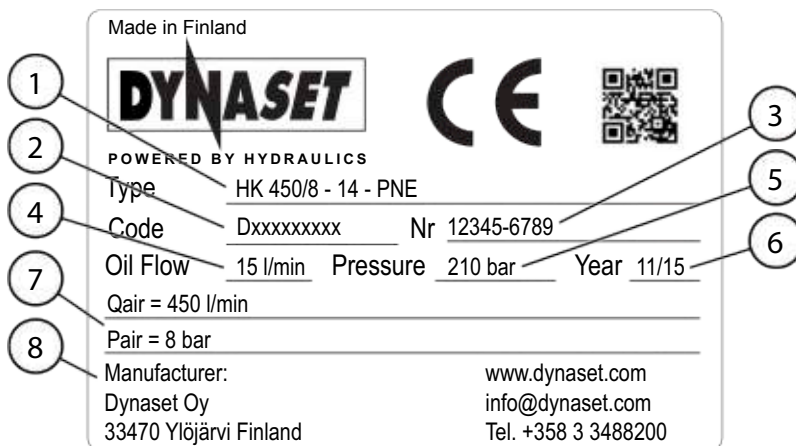 Made in Finland
DYNASET
CE
POWERED BY HYDRAULICS
1
2
3
4
5
6
7
8
Type HK 450/8 - 14 - PNE
Code Dxxxxxxxxx Nr 12345-6789
Oil Flow 15 l/min Pressure 210 bar Year 11/15
Qair = 450 l/min
Pair = 8 bar
Manufacturer: www.dynaset.com
Dynaset Oy info@dynaset.com
33470 Ylöjärvi Finland Tel. +358 3 3488200